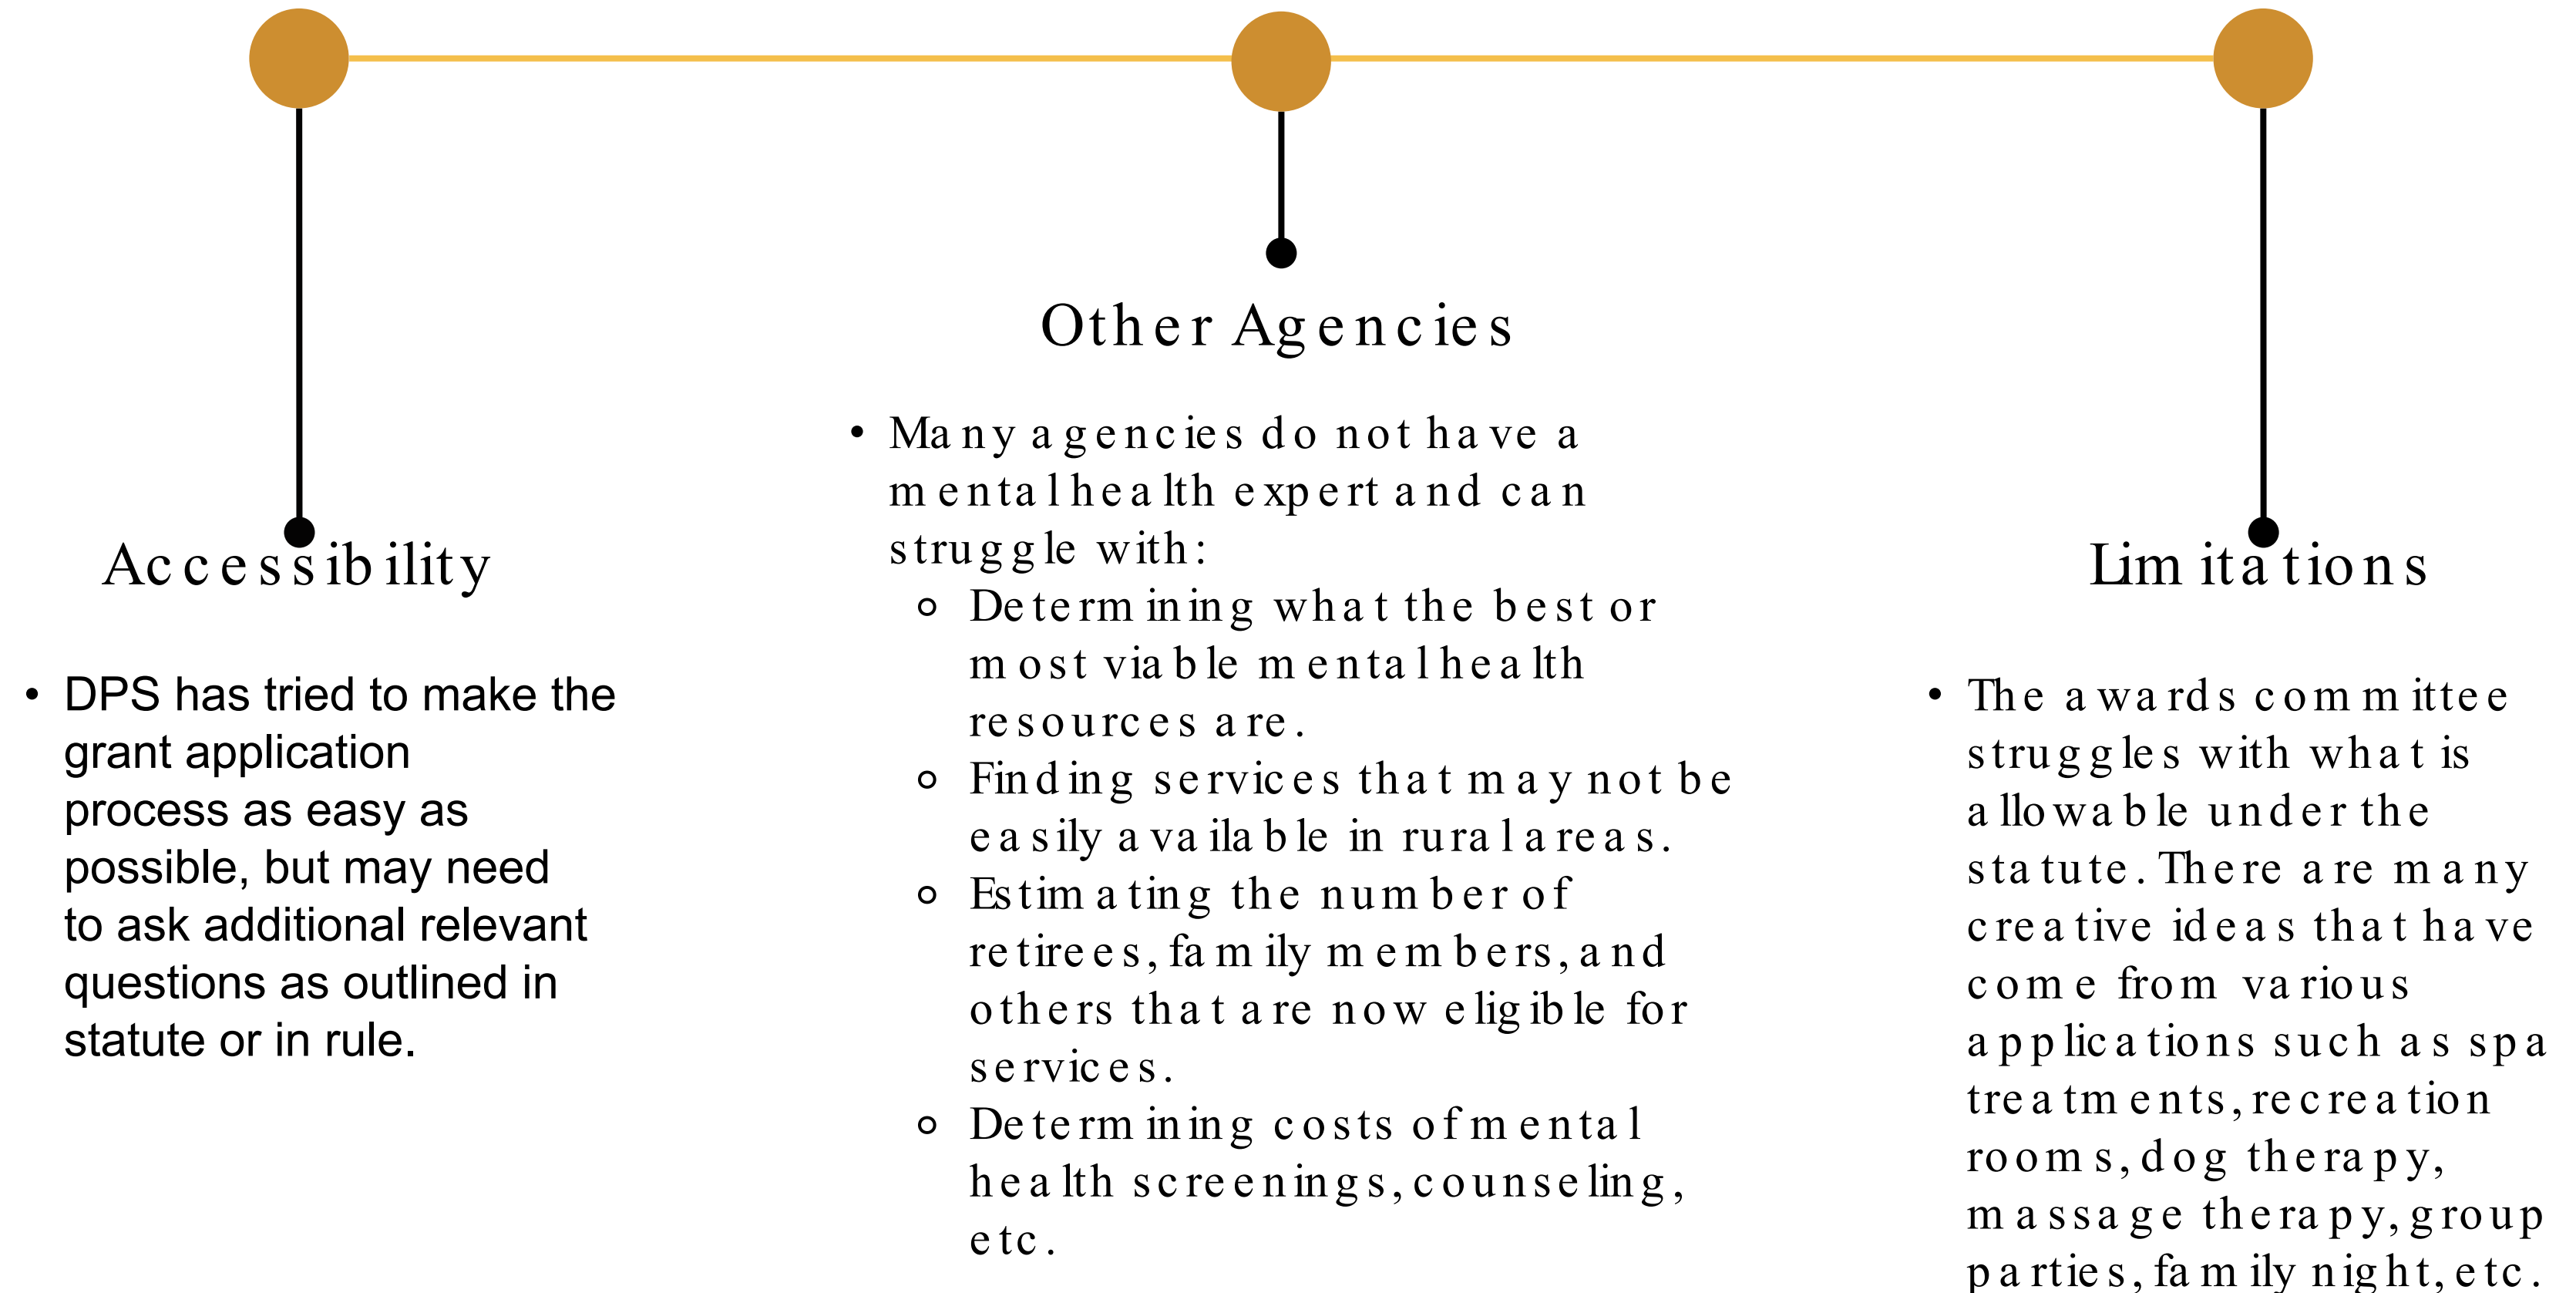 Accessibility
• DPS has tried to make the
grant application
process as easy as
possible, but may need
to ask additional relevant
questions as outlined in
statute or in rule.
Other Agencies
• Many agencies do not have a
mental health expert and can
struggle with:
o Determining what the best or
most viable mental health
resources are.
o Finding services that may not be
easily available in rural areas.
o Estimating the number of
retirees, family members, and
others that are now eligible for
services.
o Determining costs of mental
health screenings, counseling,
etc.
Limitations
• The awards committee
struggles with what is
allowable under the
statute. There are many
creative ideas that have
come from various
applications such as spa
treatments, recreation
rooms, dog therapy,
massage therapy, group
parties, family night, etc.